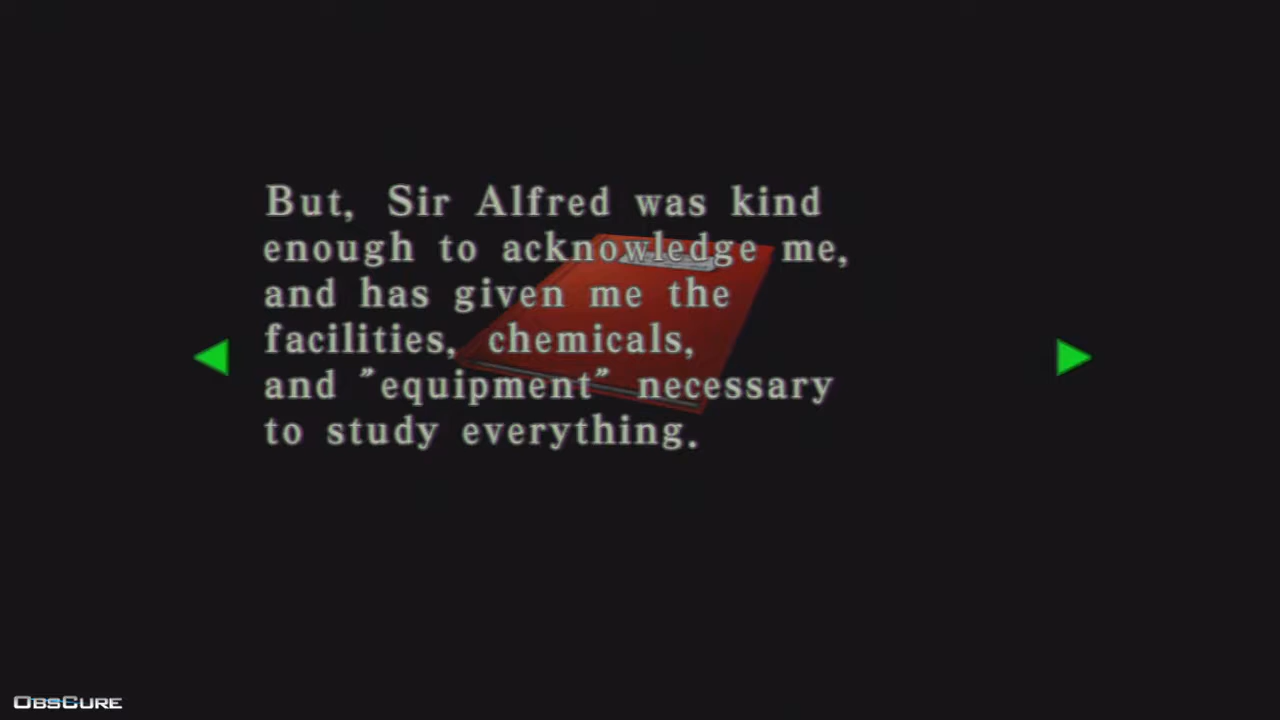 But, Sir Alfred was kind
enough to acknowledge me,
and has given me the
facilities, chemicals,
and "equipment" necessary
to study everything.
OBSCURE